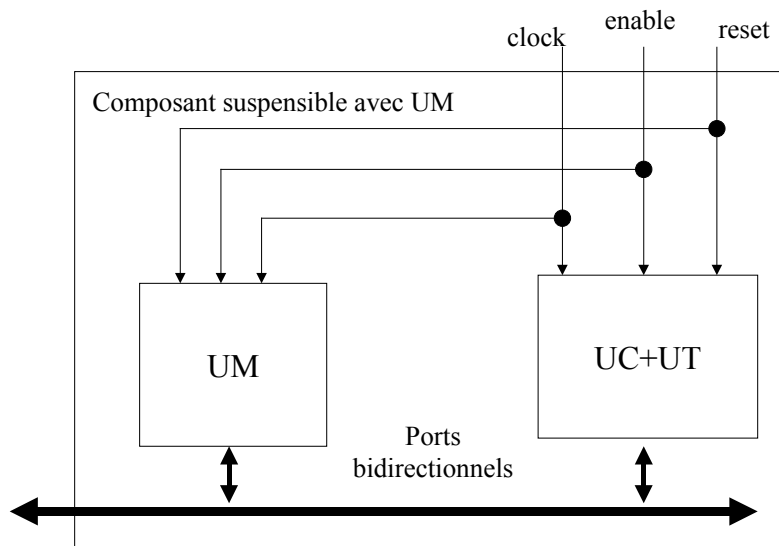 clock
enable
reset
Composant suspensible avec UM
UM
UC+UT
Ports
bidirectionnels